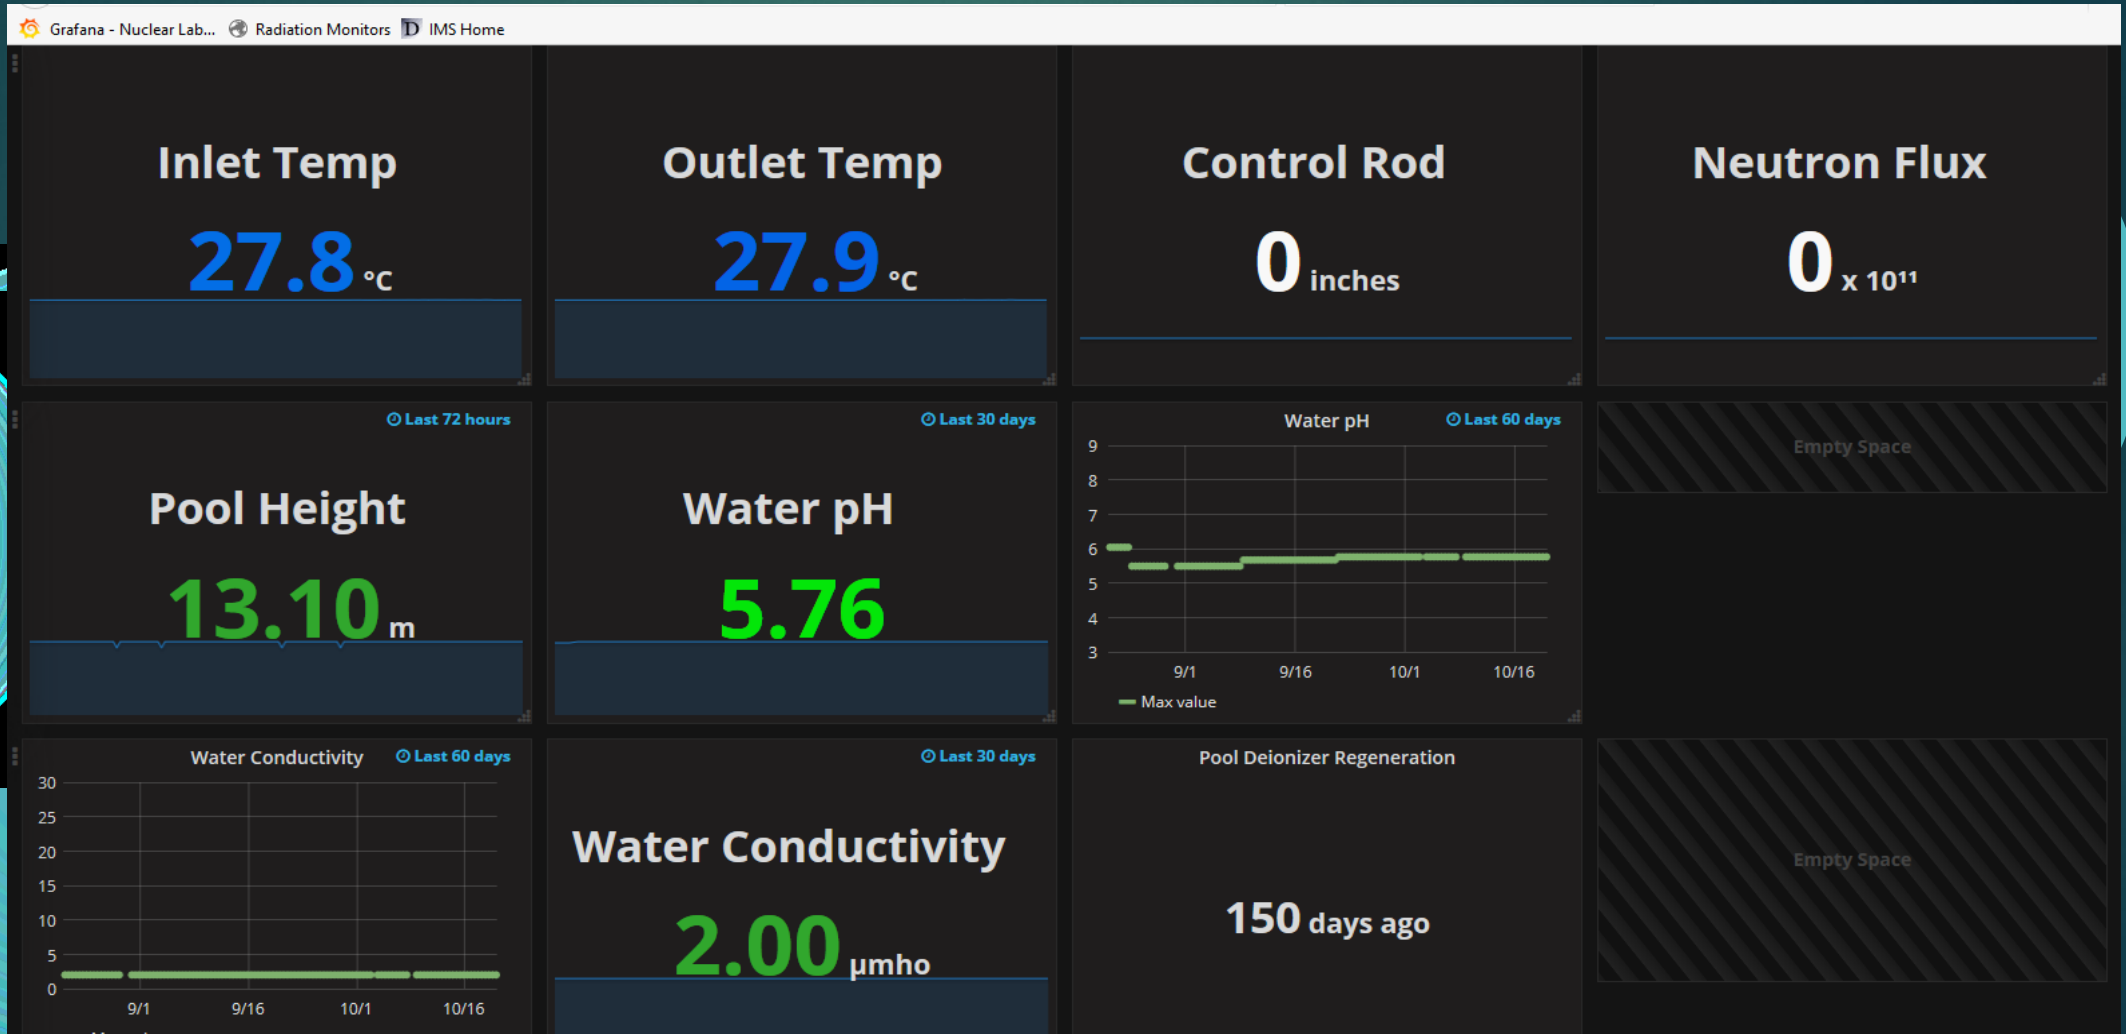 Grafana - Nuclear Lab... Radiation Monitors IMS Home
Inlet Temp
27.8 °C
Outlet Temp
27.9 °C
Control Rod
0 inches
Neutron Flux
0 x 10¹¹
Last 72 hours
Pool Height
13.10 m
Last 30 days
Water pH
5.76
Water pH Last 60 days
9
8
7
6
5
4
3
9/1 9/16 10/1 10/16
Max value
Empty Space
Water Conductivity Last 60 days
30
25
20
15
10
5
0
9/1 9/16 10/1 10/16
Last 30 days
Water Conductivity
2.00 µmho
Pool Deionizer Regeneration
150 days ago
Empty Space